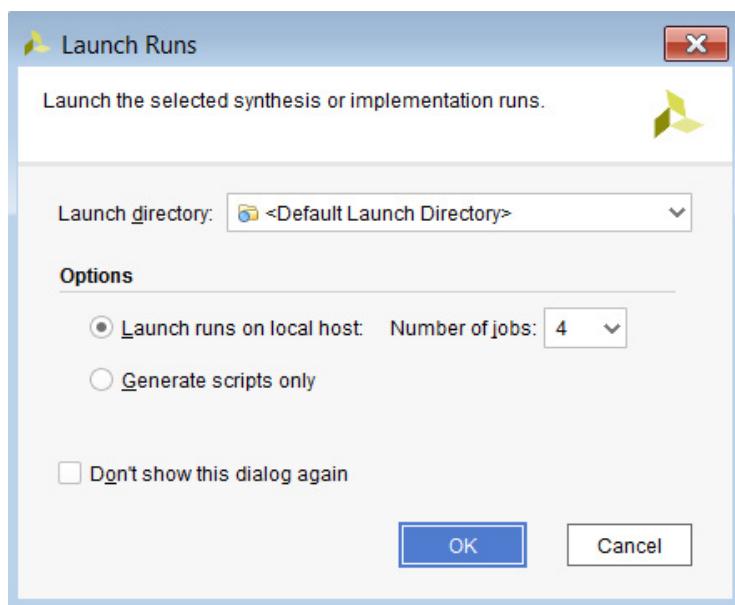 Launch Runs
Launch the selected synthesis or implementation runs.
Launch directory: <Default Launch Directory>
Options
Launch runs on local host: Number of jobs: 4
Generate scripts only
Don't show this dialog again
OK Cancel